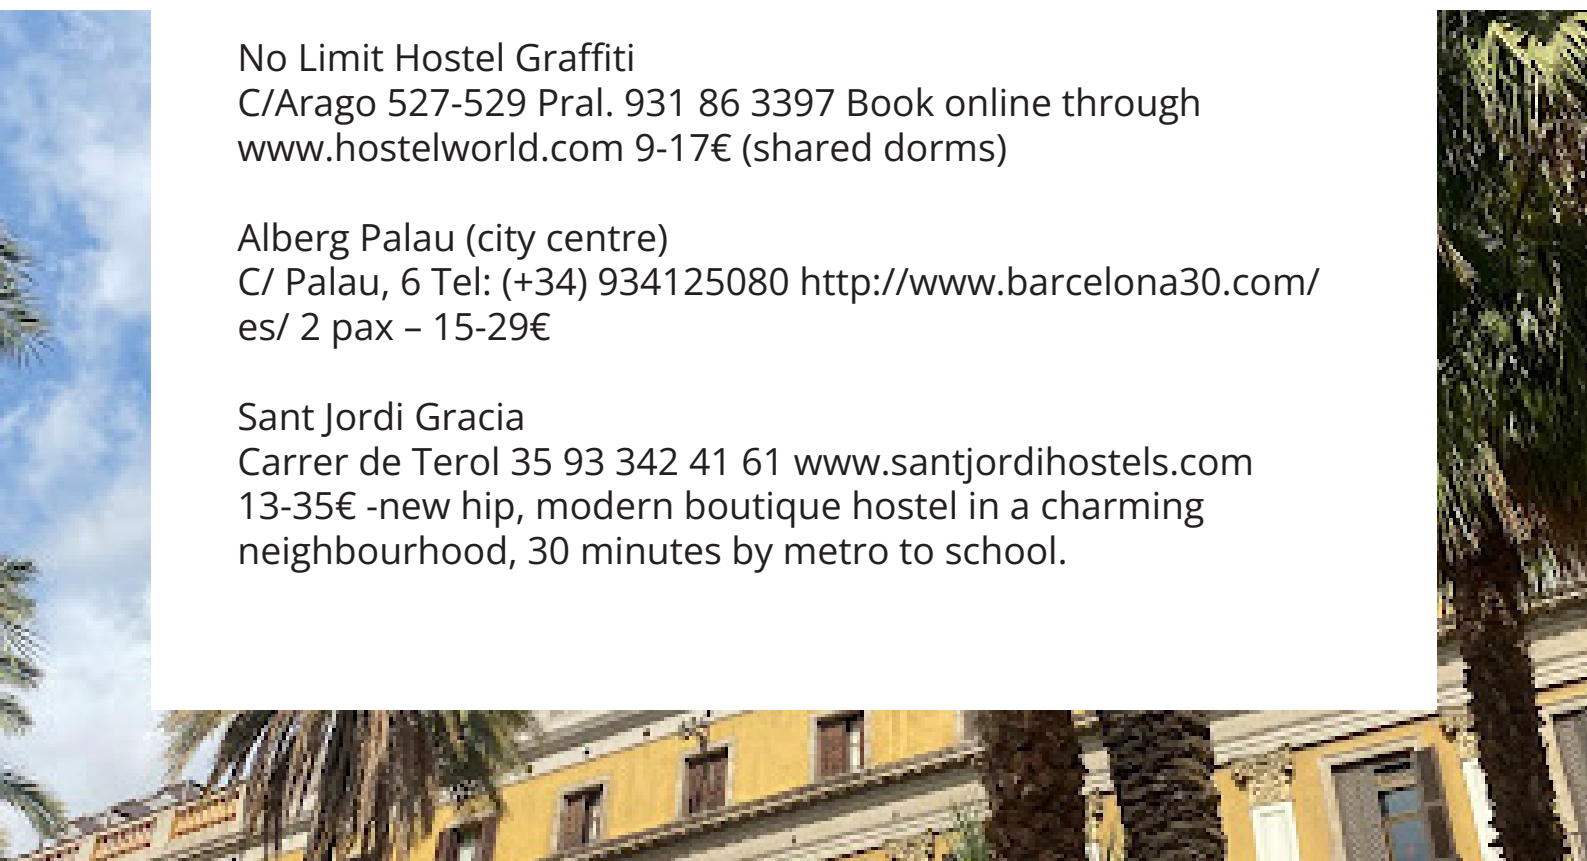 No Limit Hostel Graffiti
C/Arago 527-529 Pral. 931 86 3397 Book online through
www.hostelworld.com 9-17€ (shared dorms)
Alberg Palau (city centre)
C/ Palau, 6 Tel: (+34) 934125080 http://www.barcelona30.com/
es/ 2 pax – 15-29€
Sant Jordi Gracia
Carrer de Terol 35 93 342 41 61 www.santjordihostels.com
13-35€ -new hip, modern boutique hostel in a charming
neighbourhood, 30 minutes by metro to school.